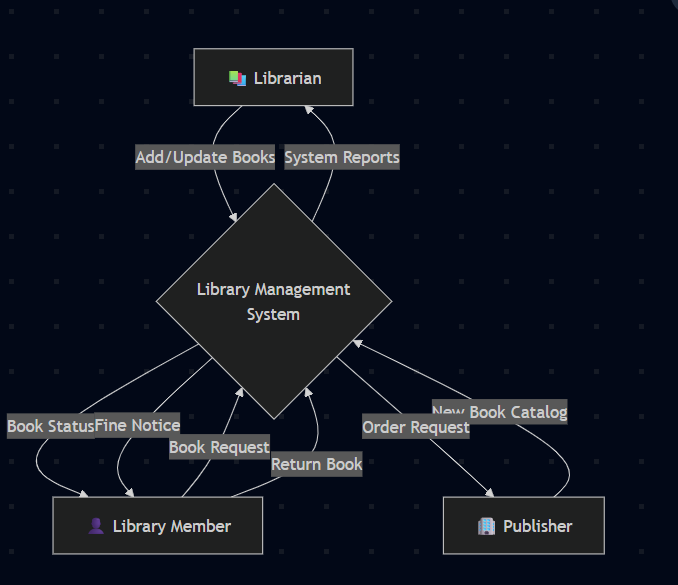 Librarian
Add/Update Books
System Reports
Library Management
System
Book Status
Fine Notice
New Book Catalog
Order Request
Book Request
Return Book
Library Member
Publisher